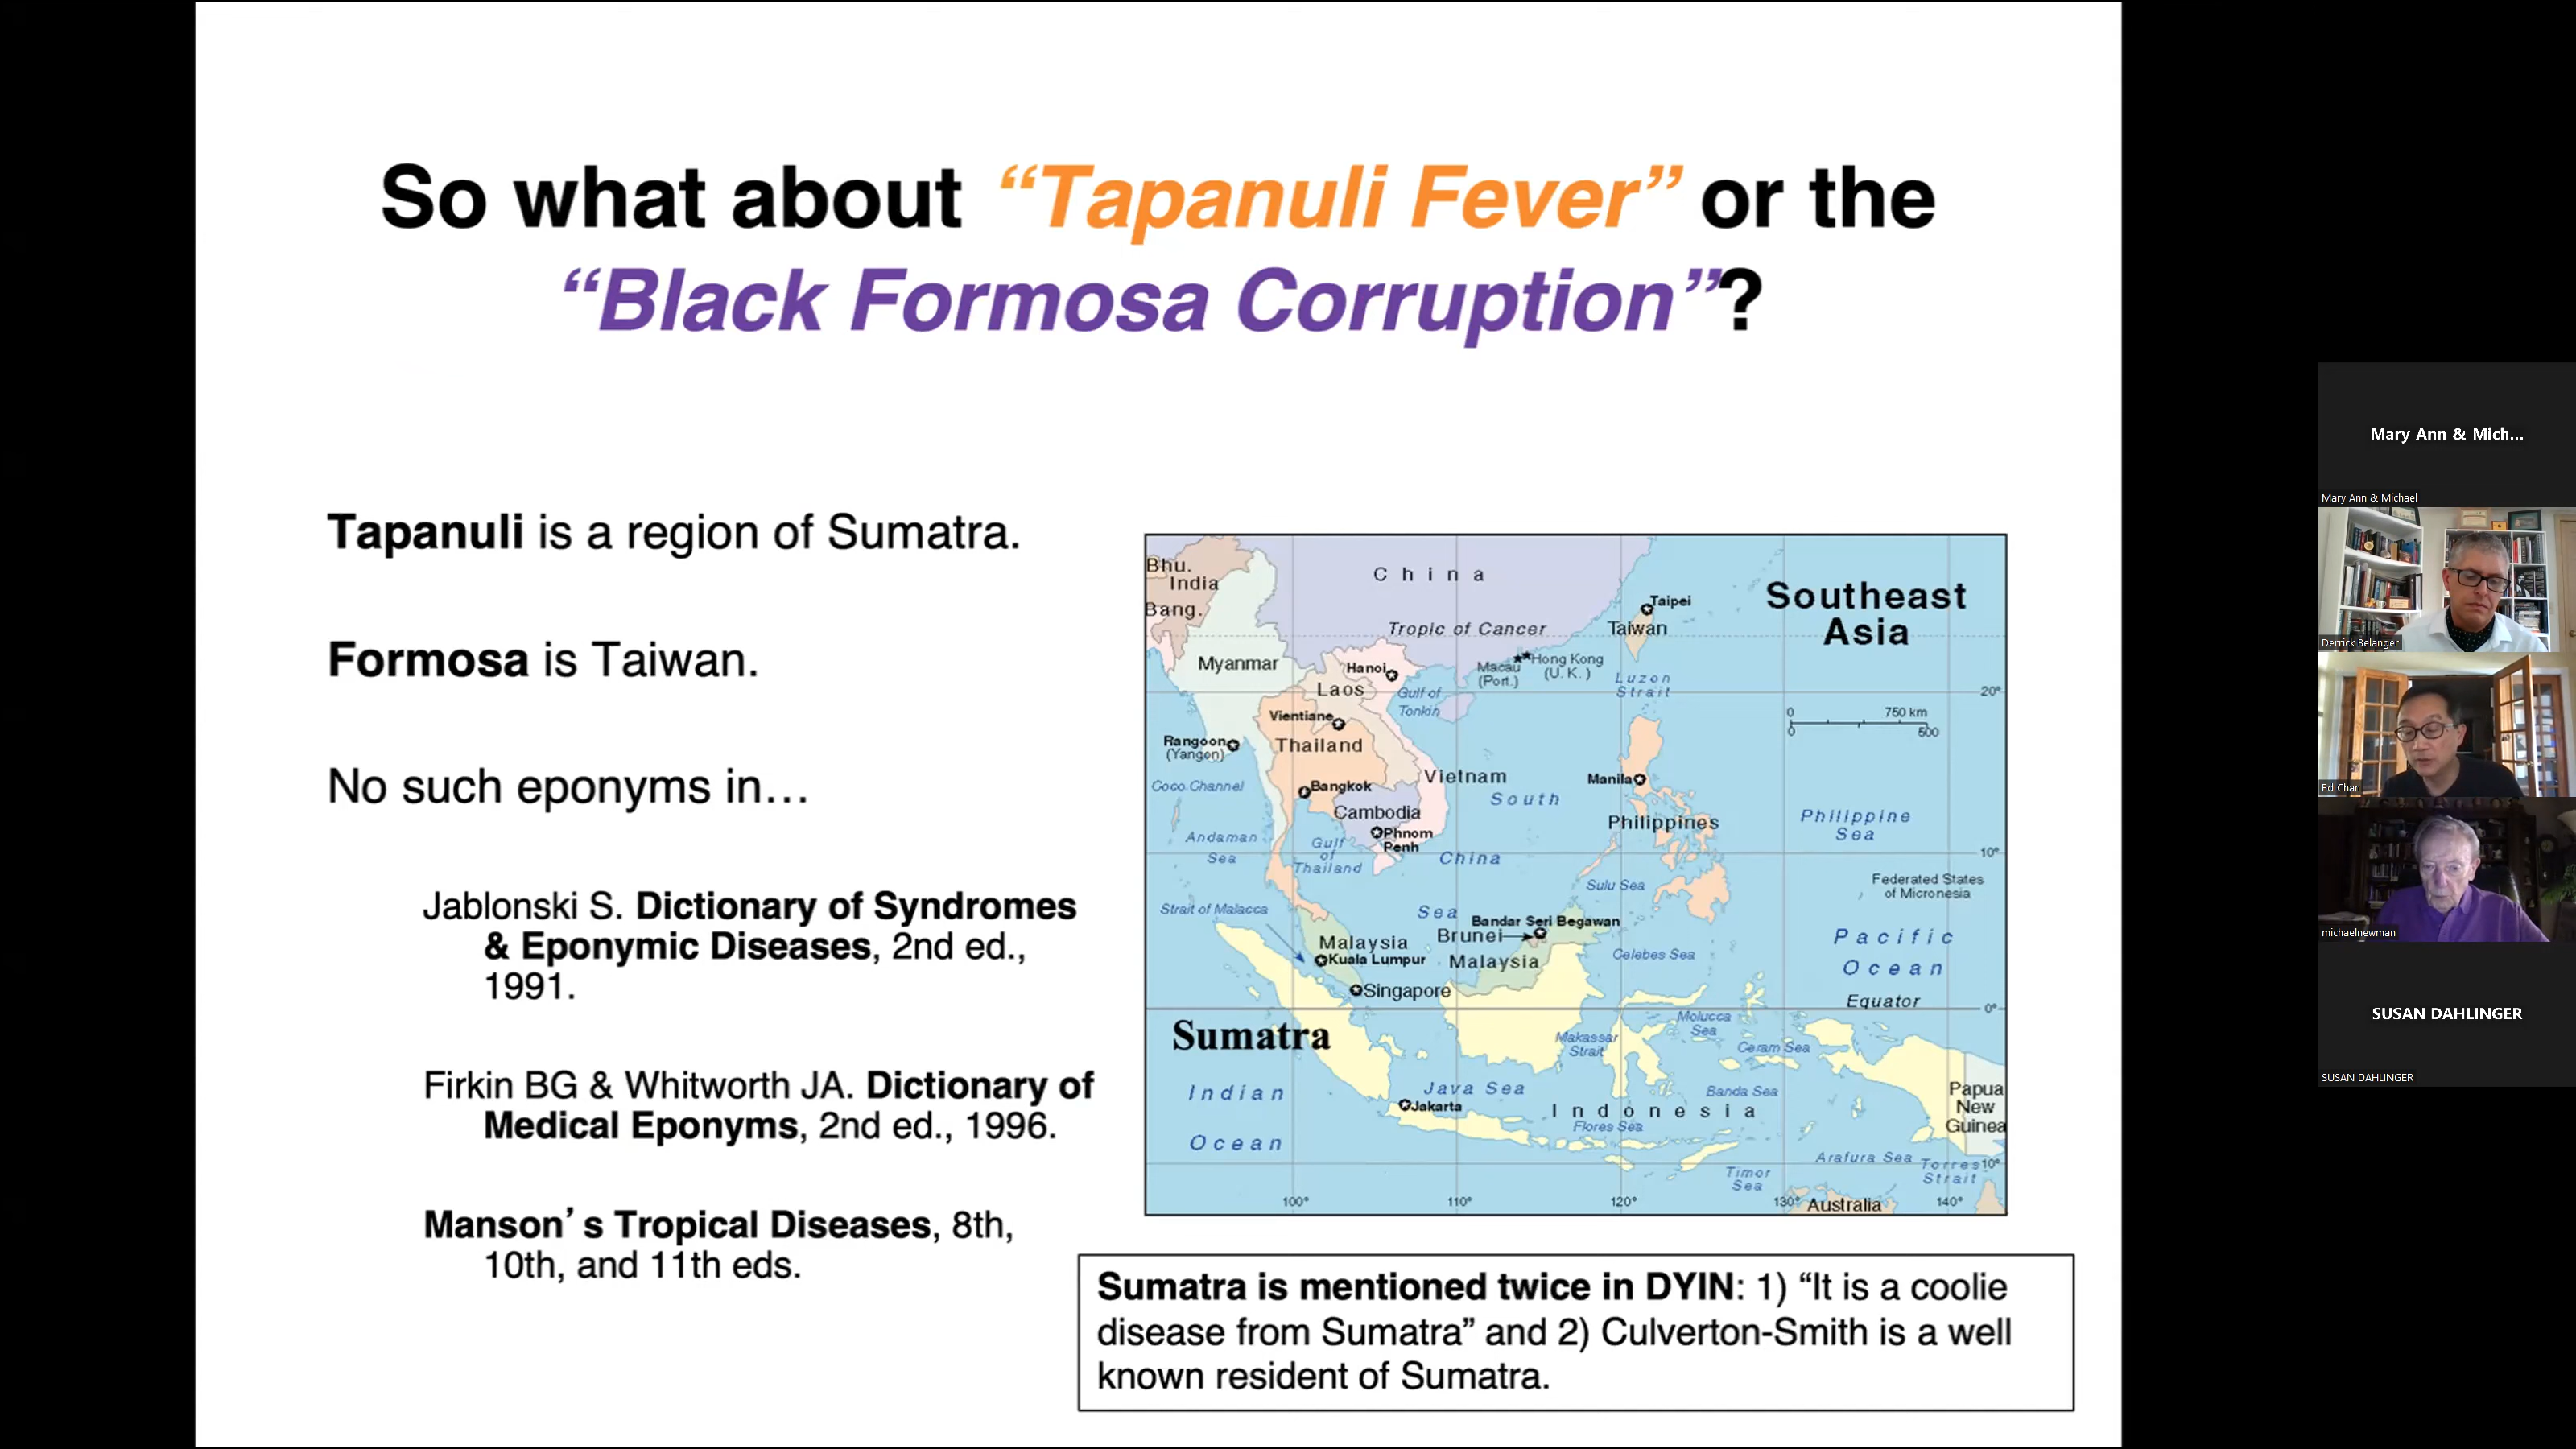 So what about “Tapanuli Fever” or the
“Black Formosa Corruption”?
Tapanuli is a region of Sumatra.
Formosa is Taiwan.
No such eponyms in…
Jablonski S. Dictionary of Syndromes
& Eponymic Diseases, 2nd ed.,
1991.
Firkin BG & Whitworth JA. Dictionary of
Medical Eponyms, 2nd ed., 1996.
Manson’s Tropical Diseases, 8th,
10th, and 11th eds.
Southeast
Asia
Bhu.
India
Bang.
China
Taipei
Taiwan
Tropic of Cancer
Myanmar
Hanoi
Macau
(Port.)
Hong Kong
(U.K.)
Laos
Gulf of
Tonkin
Luzon
Strait
20°
Vientiane
0
750 km
0
500
Rangoon
(Yangon)
Thailand
Vietnam
Manila
Coco Channel
Bangkok
South
Cambodia
Philippines
Philippine
Sea
Andaman
Sea
Phnom
Penh
Gulf
of
Thailand
China
10°
Sulu Sea
Federated States
of Micronesia
Strait of Malacca
Sea
Bandar Seri Begawan
Brunei
Malaysia
Kuala Lumpur
Malaysia
Celebes Sea
Pacific
Ocean
Singapore
Equator
0°
Sumatra
Molucca
Sea
Makassar
Strait
Ceram Sea
Indian
Ocean
Java Sea
Banda Sea
Papua
New
Guinea
Jakarta
Indonesia
Flores Sea
Arafura Sea
Torres
Strait
10°
Timor
Sea
100°
110°
120°
130°
Australia
140°
Sumatra is mentioned twice in DYIN: 1) “It is a coolie
disease from Sumatra” and 2) Culverton-Smith is a well
known resident of Sumatra.
Mary Ann & Mich...
Mary Ann & Michael
Derrick Belanger
Ed Chan
michaelnewman
SUSAN DAHLINGER
SUSAN DAHLINGER